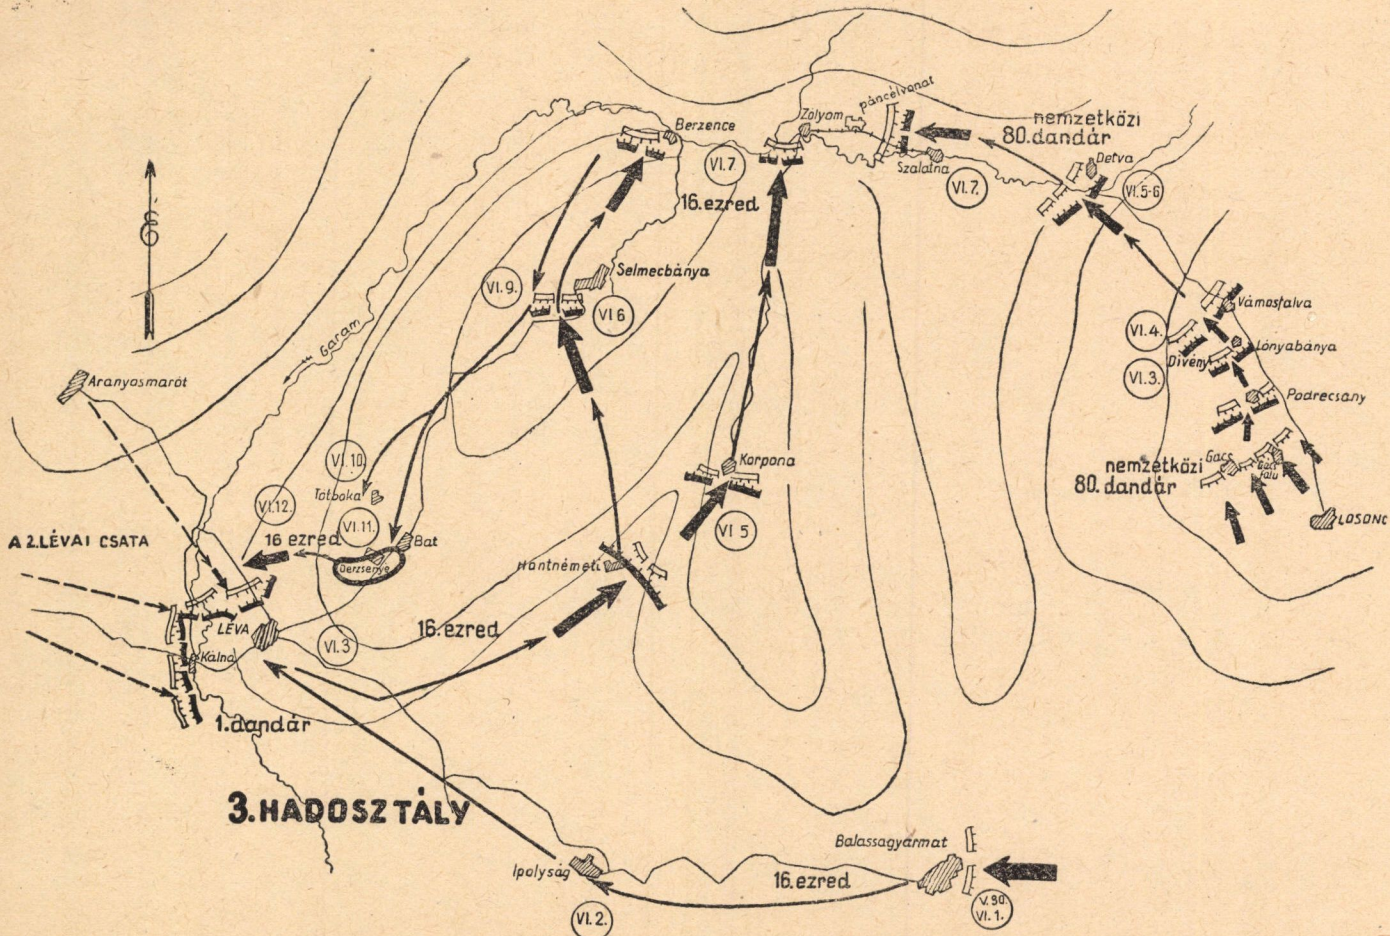 Berzence
Zólyom
páncélvonat
nemzetközi
80.dandár
VI.7.
Szalatna
VI.7.
Detva
VI.5-6
16.ezred
É
Selmecbánya
VI.9.
VI 6
Garam
Vámosfalva
VI.4.
Divény
Lónyabánya
VI.3.
Aranyosmarót
Podrecsány
VI.10.
Korpona
nemzetközi
80.dandár
Gács
Gács
falu
Tótbaka
VI.12.
VI.11.
VI 5
LOSONC
A 2.LÉVAI CSATA
16 ezred
Bat
Derzsenye
Hontnémeti
LÉVA
VI.3
16.ezred
Kálna
1.dandár
3.HADOSZTÁLY
Balassagyarmat
Ipolyság
16.ezred
VI.2.
V.30.
VI.1.